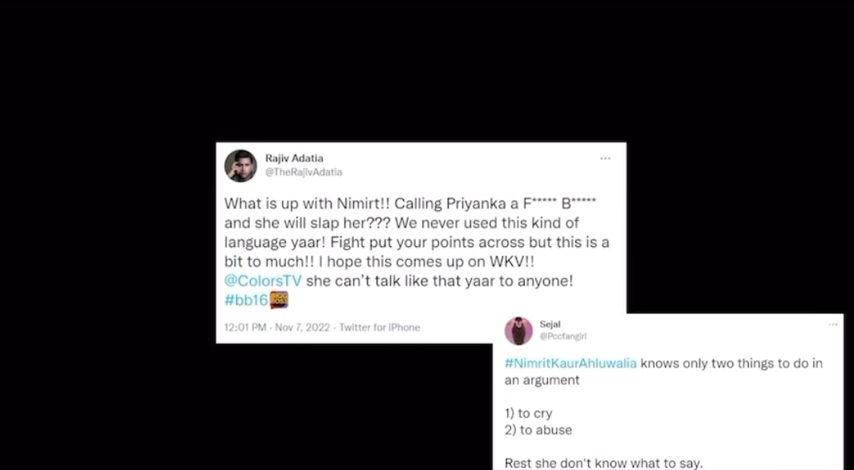 Rajiv Adatia
@TheRajivAdatia
What is up with Nimirt!! Calling Priyanka a F***** B*****
and she will slap her??? We never used this kind of
language yaar! Fight put your points across but this is a
bit to much!! I hope this comes up on WKV!!
@ColorsTV she can't talk like that yaar to anyone!
#bb16
12:01 PM · Nov 7, 2022 · Twitter for iPhone
Sejal
@Pccfangirl
#NimritKaurAhluwalia knows only two things to do in
an argument
1) to cry
2) to abuse
Rest she don't know what to say.